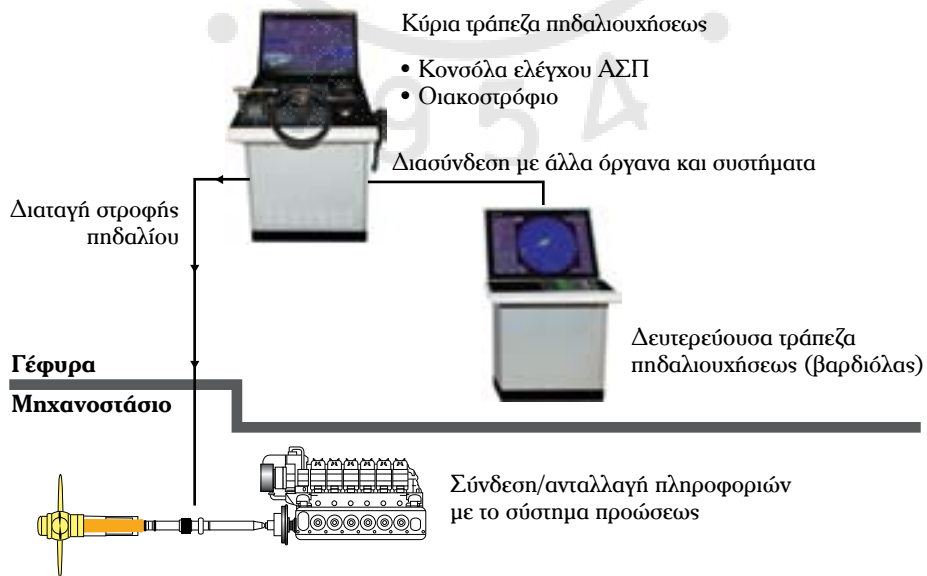 Κύρια τράπεζα πηδαλιουχήσεως
• Κονσόλα ελέγχου ΑΣΠ
• Οιακοστρόφιο
1954
Διασύνδεση με άλλα όργανα και συστήματα
Διαταγή στροφής
πηδαλίου
Δευτερεύουσα τράπεζα
πηδαλιουχήσεως (βαρδιόλας)
Γέφυρα
Μηχανοστάσιο
Σύνδεση/ανταλλαγή πληροφοριών
με το σύστημα προώσεως